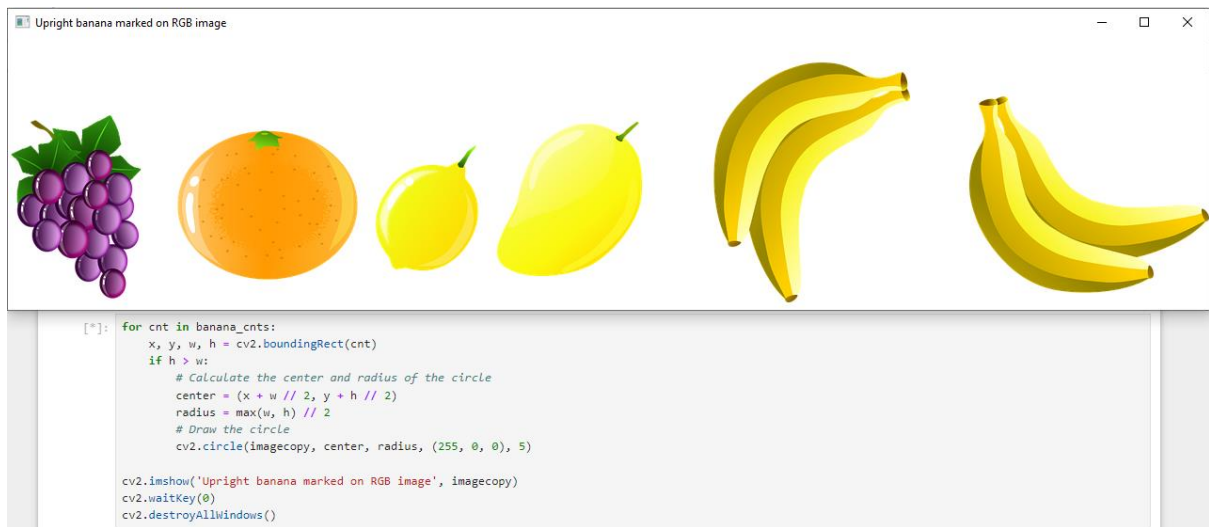 Upright banana marked on RGB image
[*]: for cnt in banana_cnts:
    x, y, w, h = cv2.boundingRect(cnt)
    if h > w:
        # Calculate the center and radius of the circle
        center = (x + w // 2, y + h // 2)
        radius = max(w, h) // 2
        # Draw the circle
        cv2.circle(imagecopy, center, radius, (255, 0, 0), 5)
cv2.imshow('Upright banana marked on RGB image', imagecopy)
cv2.waitKey(0)
cv2.destroyAllWindows()